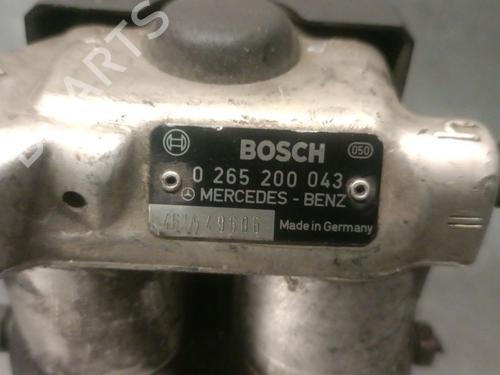 BOSCH
050
0 265 200 043
MERCEDES - BENZ
Made in Germany